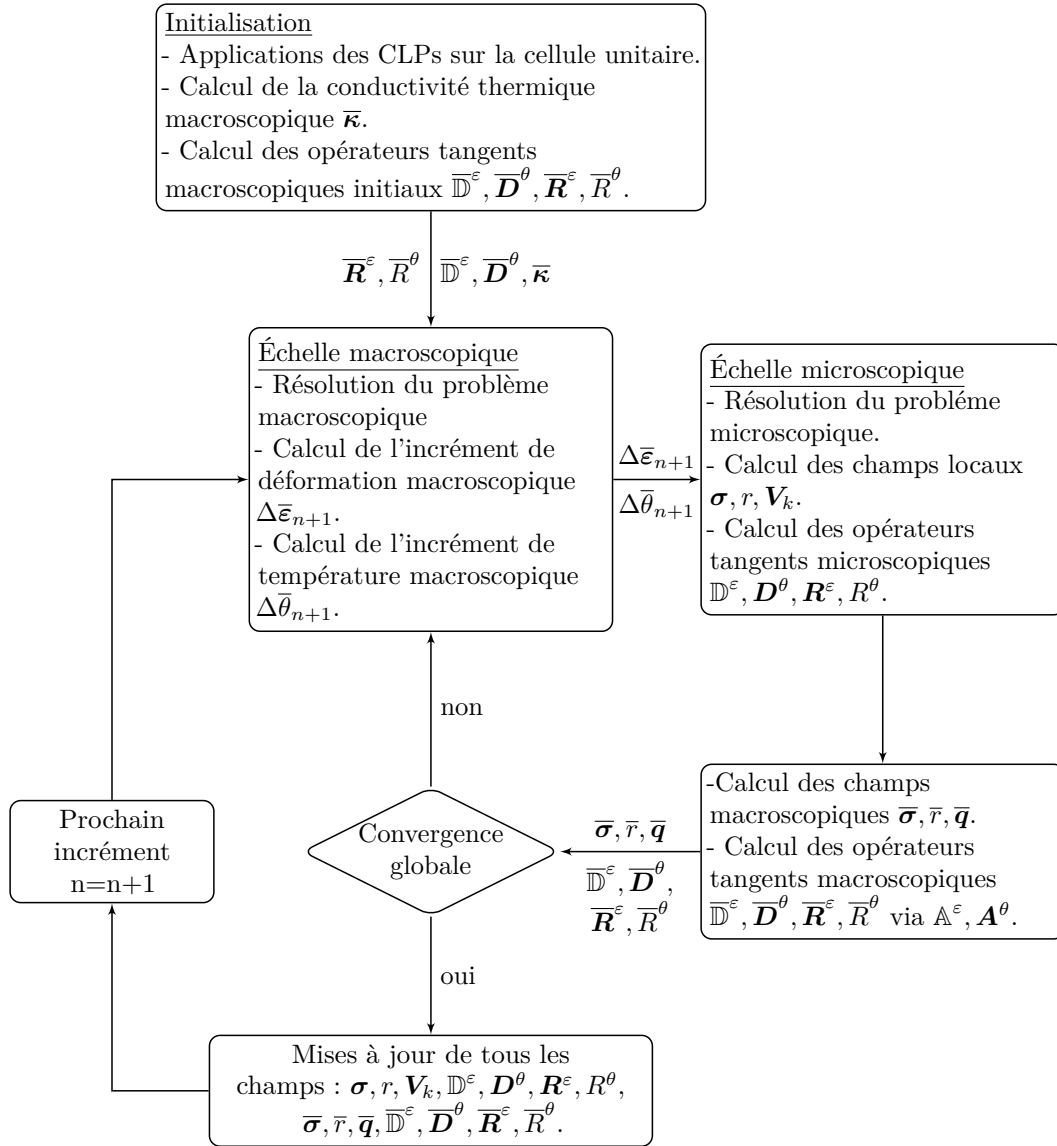 Initialisation
- Applications des CLPs sur la cellule unitaire.
- Calcul de la conductivité thermique
macroscopique κ̅.
- Calcul des opérateurs tangents
macroscopiques initiaux 𝔻̅^ε, D̅^θ, R̅^ε, R̅^θ.
R̅^ε, R̅^θ 𝔻̅^ε, D̅^θ, κ̅
Échelle macroscopique
- Résolution du problème
macroscopique
- Calcul de l'incrément de
déformation macroscopique
Δε̅_{n+1}.
- Calcul de l'incrément de
température macroscopique
Δθ̅_{n+1}.
Δε̅_{n+1}
Δθ̅_{n+1}
Échelle microscopique
- Résolution du probléme
microscopique.
- Calcul des champs locaux
σ, r, V_k.
- Calcul des opérateurs
tangents microscopiques
𝔻^ε, D^θ, R^ε, R^θ.
non
-Calcul des champs
macroscopiques σ̅, r̅, q̅.
- Calcul des opérateurs
tangents macroscopiques
𝔻̅^ε, D̅^θ, R̅^ε, R̅^θ via 𝔸^ε, A^θ.
σ̅, r̅, q̅
𝔻̅^ε, D̅^θ,
R̅^ε, R̅^θ
Convergence
globale
Prochain
incrément
n=n+1
oui
Mises à jour de tous les
champs : σ, r, V_k, 𝔻^ε, D^θ, R^ε, R^θ,
σ̅, r̅, q̅, 𝔻̅^ε, D̅^θ, R̅^ε, R̅^θ.